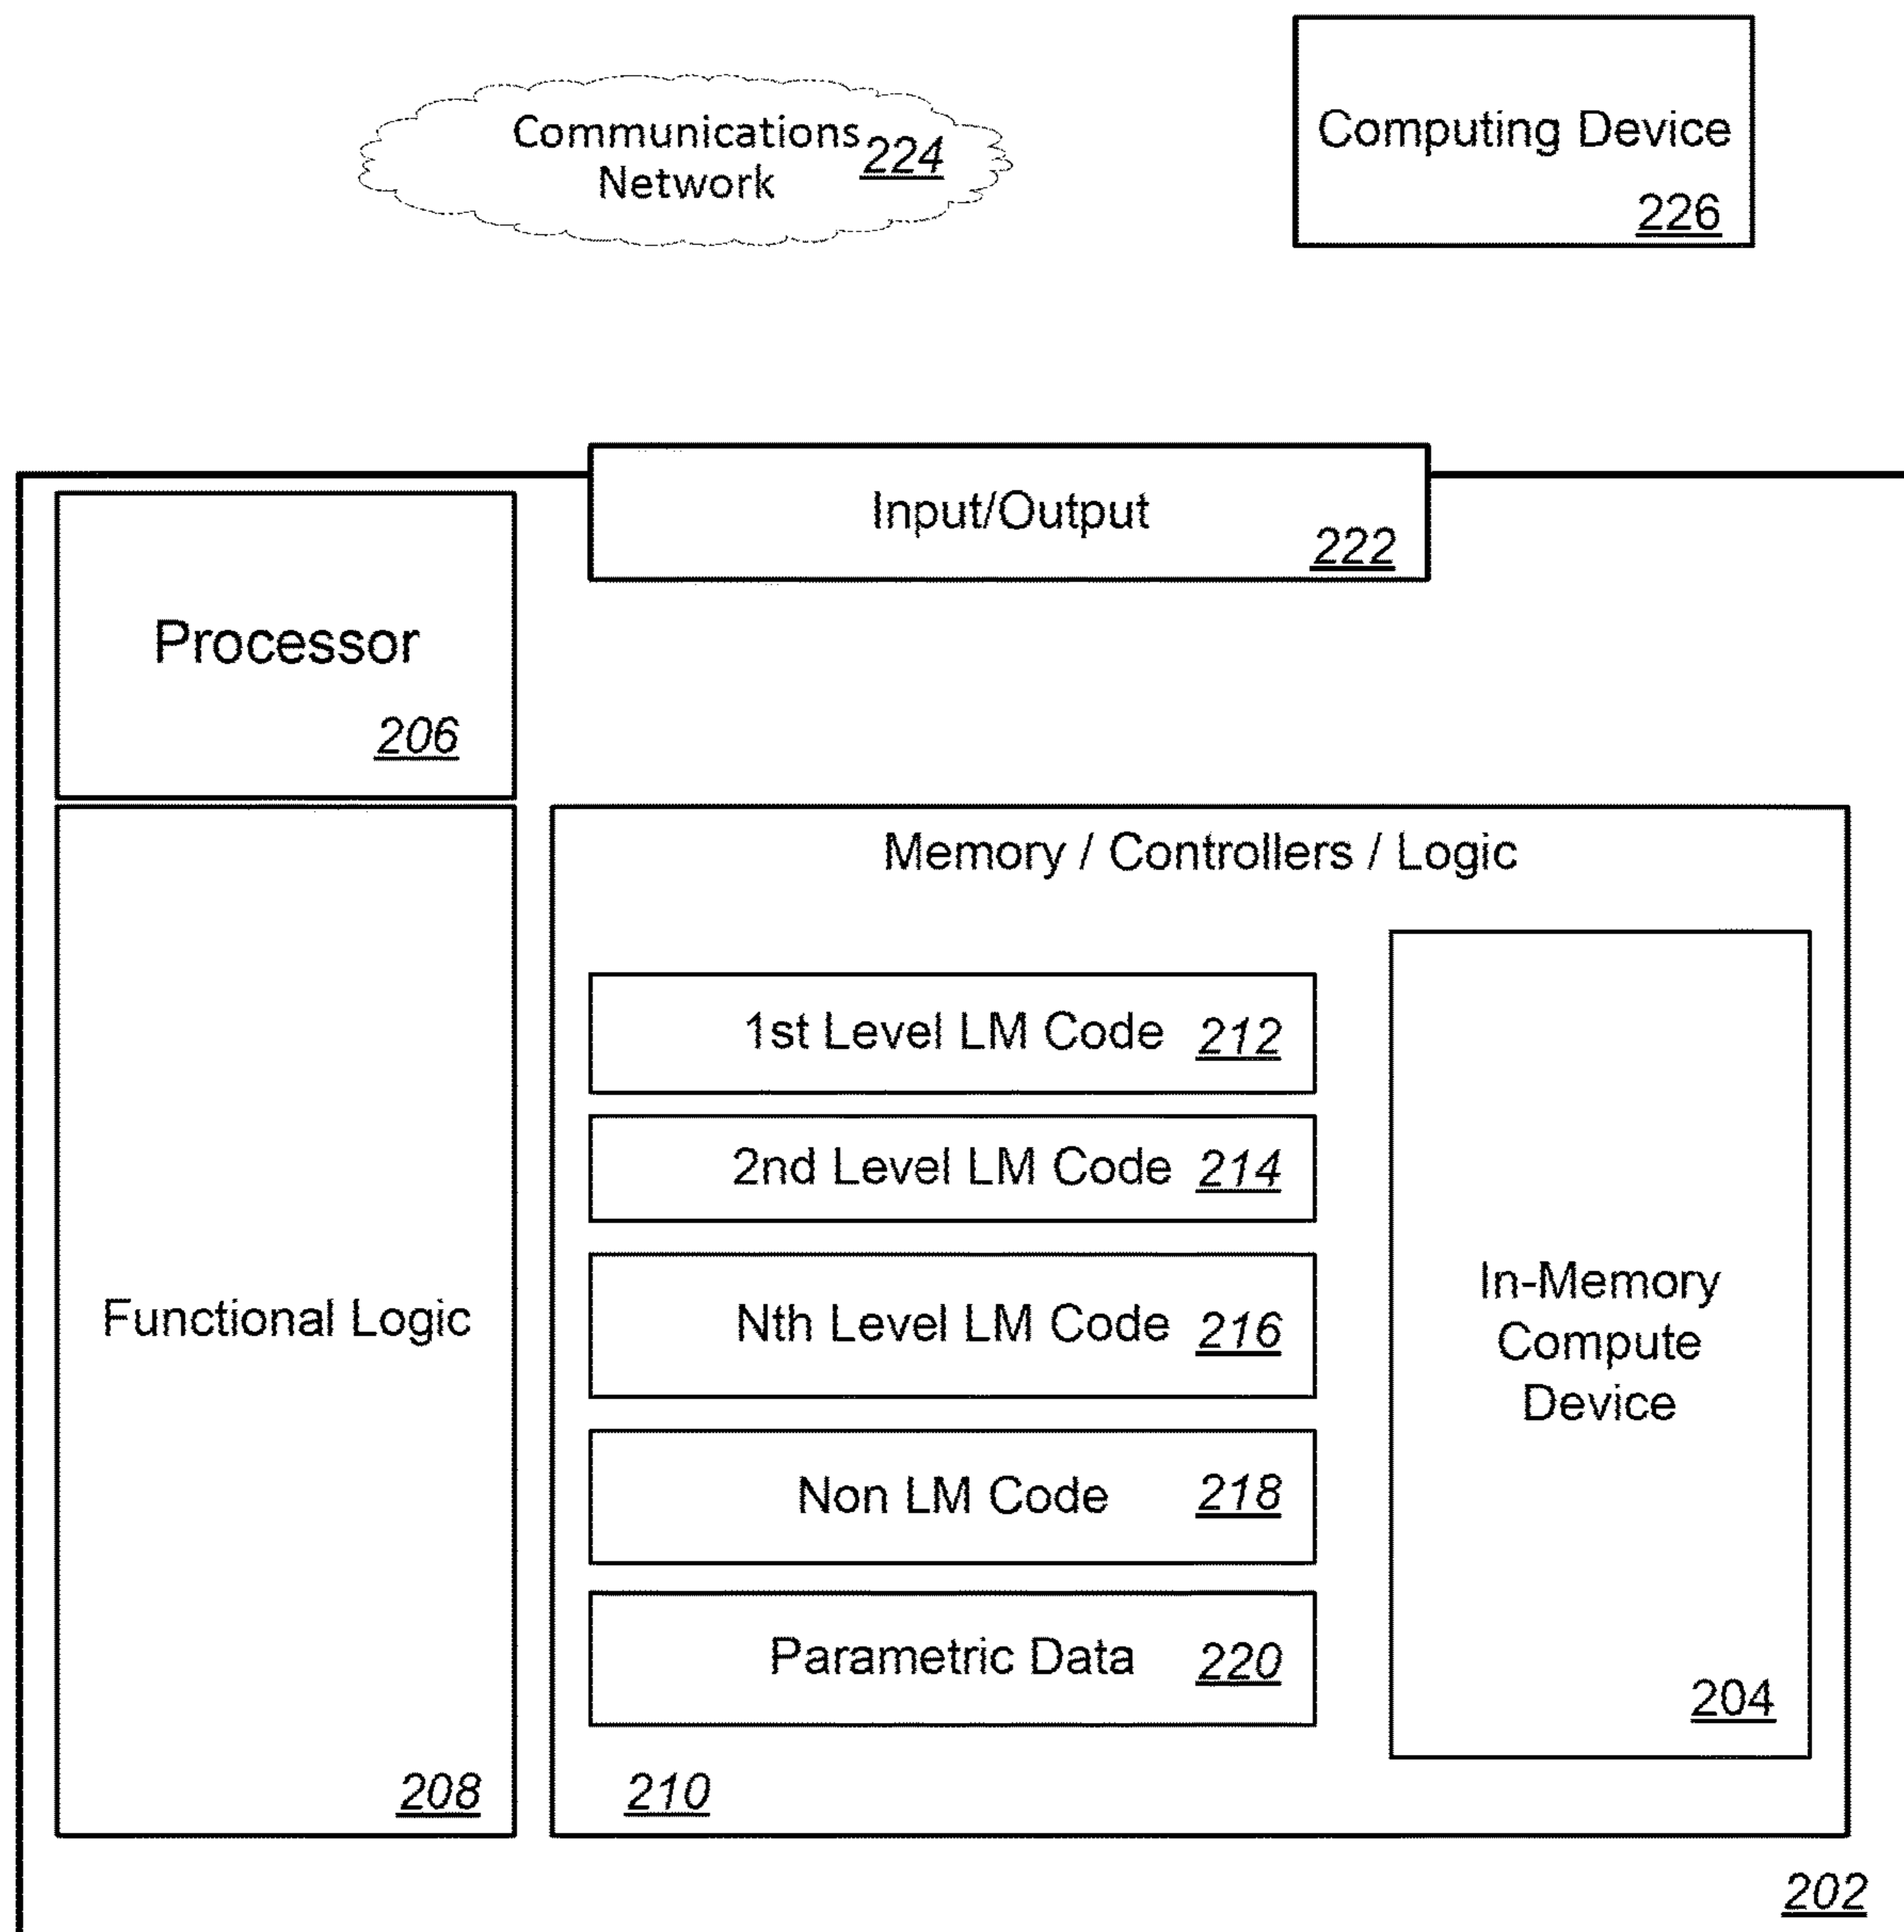 Communications
Network
224
Computing Device
226
Input/Output
222
Processor
206
Functional Logic
208
Memory / Controllers / Logic
1st Level LM Code 212
2nd Level LM Code 214
Nth Level LM Code 216
Non LM Code 218
Parametric Data 220
210
In-Memory
Compute
Device
204
202